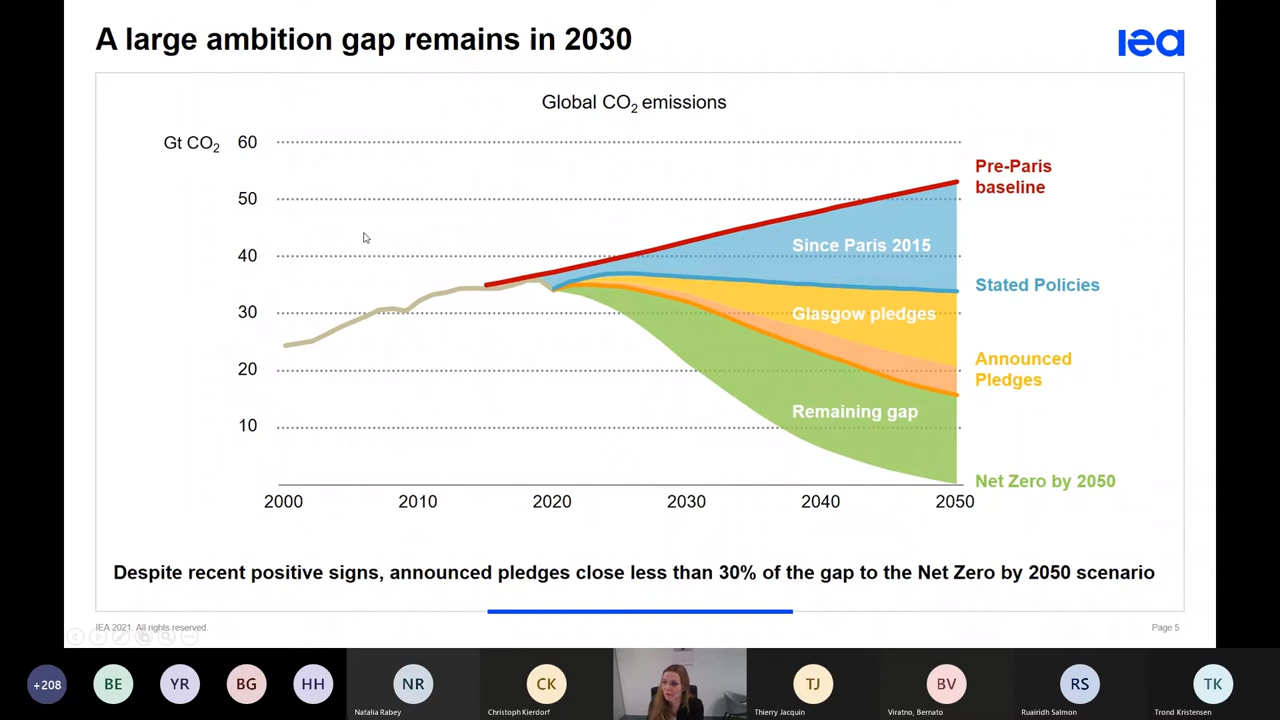 A large ambition gap remains in 2030
iea
Global CO₂ emissions
Gt CO₂
60
50
40
30
20
10
Pre-Paris
baseline
Since Paris 2015
Stated Policies
Glasgow pledges
Announced
Pledges
Remaining gap
Net Zero by 2050
2000 2010 2020 2030 2040 2050
Despite recent positive signs, announced pledges close less than 30% of the gap to the Net Zero by 2050 scenario
IEA 2021. All rights reserved.
Page 5
+208 BE YR BG HH NR CK TJ BV RS TK
Natalia Rabey Christoph Kierdorf Thierry Jacquin Viratno, Bernato Ruairidh Salmon Trond Kristensen